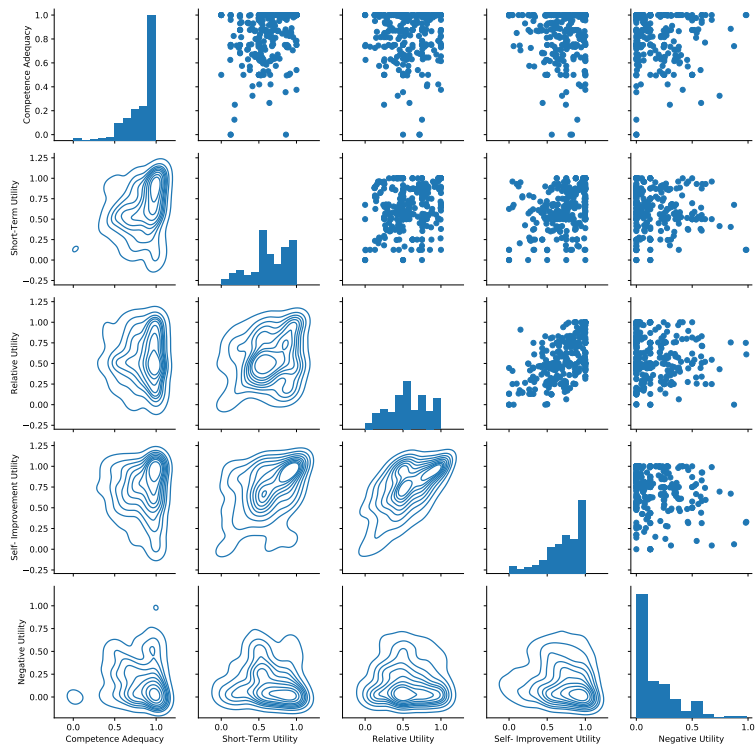 1.0
0.8
0.6
0.4
0.2
0.0
Competence Adequacy
1.25
1.00
0.75
0.50
0.25
0.00
−0.25
Short-Term Utility
1.25
1.00
0.75
0.50
0.25
0.00
−0.25
Relative Utility
1.25
1.00
0.75
0.50
0.25
0.00
−0.25
Self- Improvement Utility
1.00
0.75
0.50
0.25
0.00
Negative Utility
0.0 0.5 1.0
Competence Adequacy
0.0 0.5 1.0
Short-Term Utility
0.0 0.5 1.0
Relative Utility
0.0 0.5 1.0
Self- Improvement Utility
0.0 0.5 1.0
Negative Utility